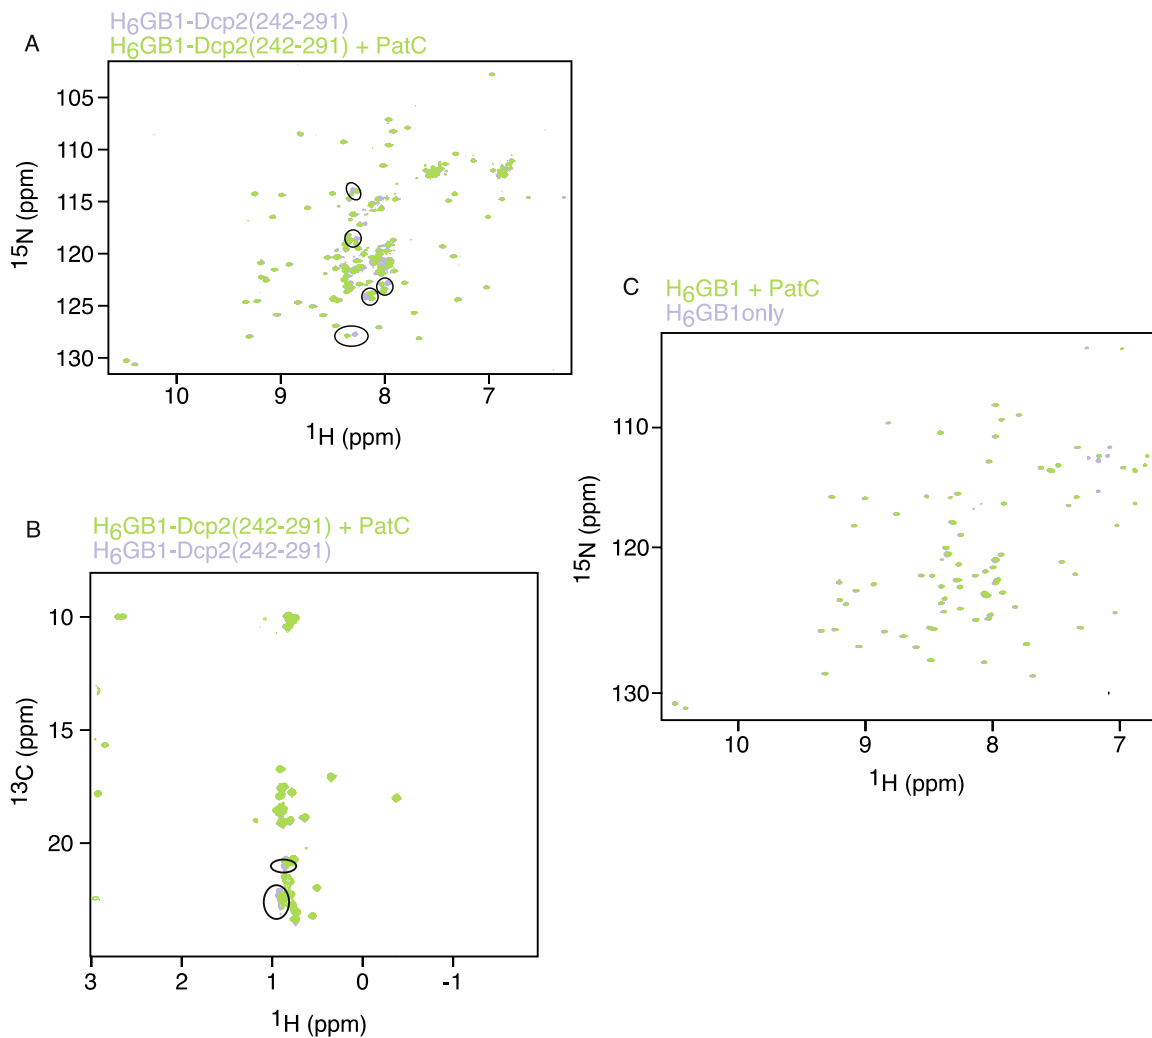 A
H6GB1-Dcp2(242-291)
H6GB1-Dcp2(242-291) + PatC
105
110
115
120
125
130
15N (ppm)
10
9
8
7
1H (ppm)
B
H6GB1-Dcp2(242-291) + PatC
H6GB1-Dcp2(242-291)
10
15
20
13C (ppm)
3
2
1
0
-1
1H (ppm)
C
H6GB1 + PatC
H6GB1only
110
120
130
15N (ppm)
10
9
8
7
1H (ppm)